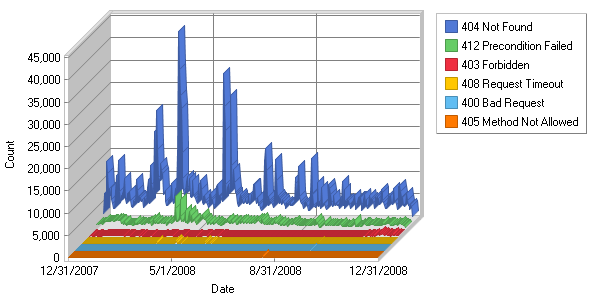 404 Not Found
412 Precondition Failed
403 Forbidden
408 Request Timeout
400 Bad Request
405 Method Not Allowed
45,000
40,000
35,000
30,000
25,000
20,000
15,000
10,000
5,000
0
Count
12/31/2007
5/1/2008
8/31/2008
12/31/2008
Date